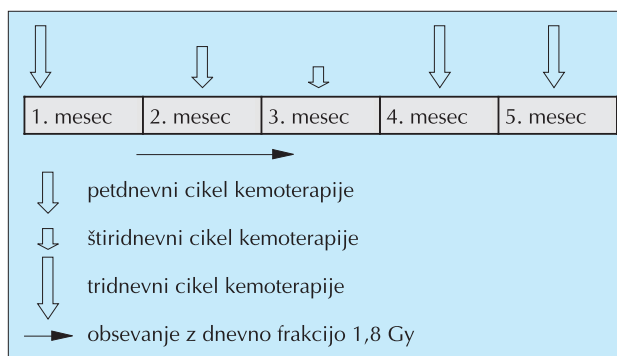 1. mesec 2. mesec 3. mesec 4. mesec 5. mesec
petdnevni cikel kemoterapije
štiridnevni cikel kemoterapije
tridnevni cikel kemoterapije
obsevanje z dnevno frakcijo 1,8 Gy